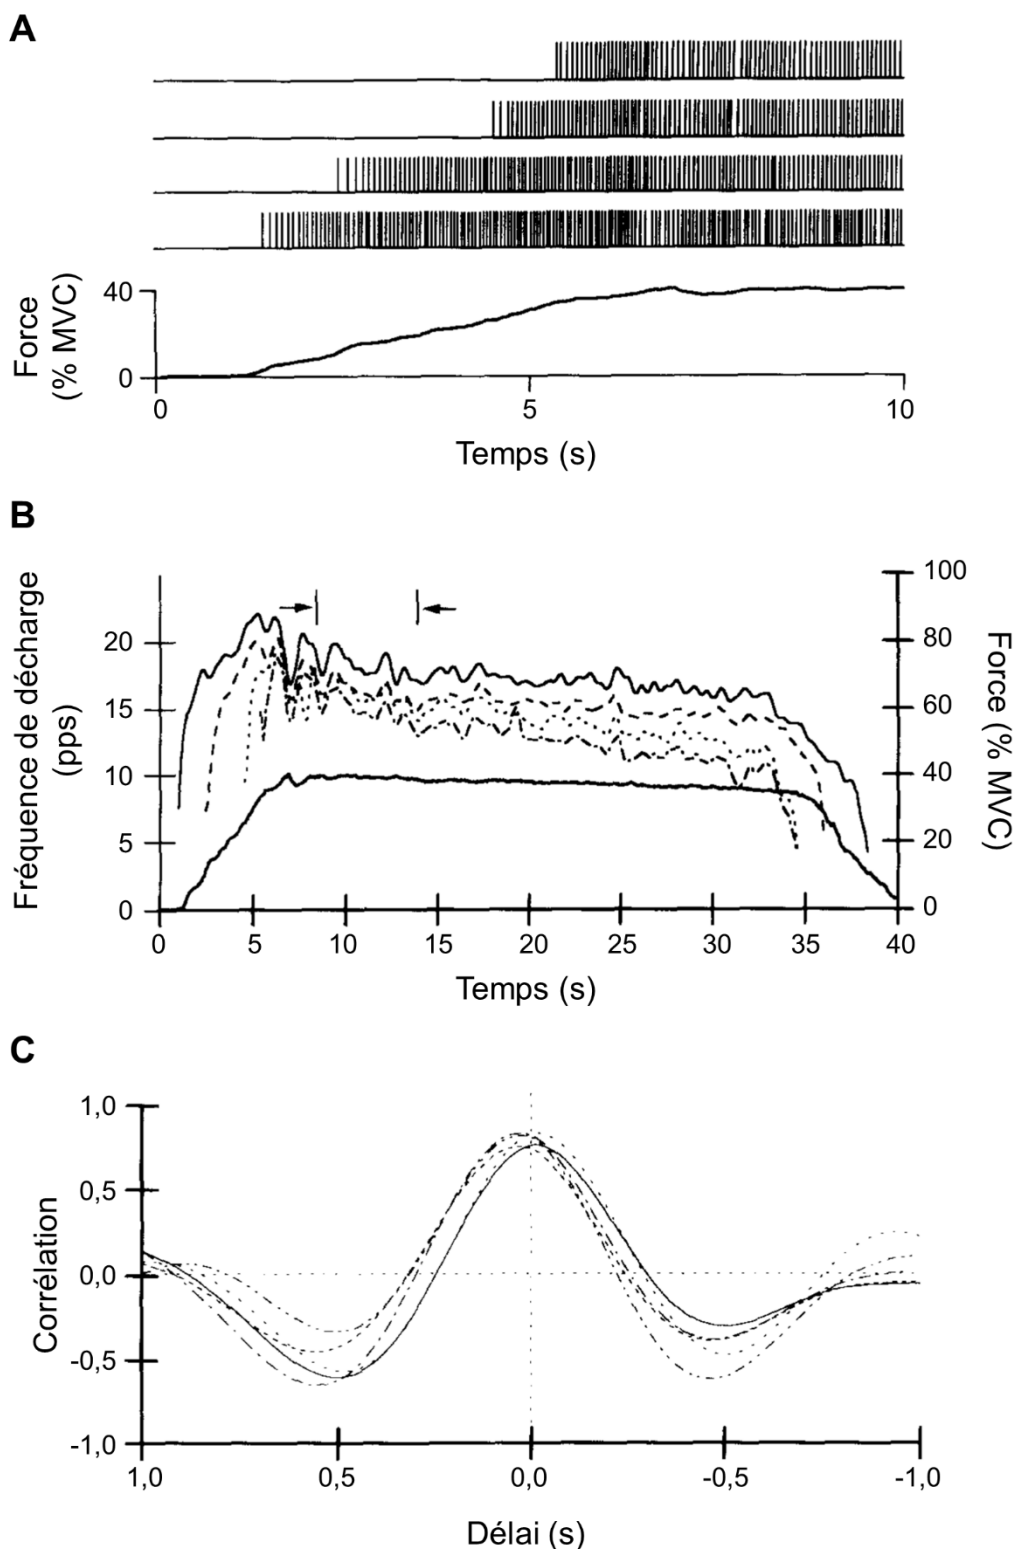 A
Force
(% MVC)
40
0
0
5
10
Temps (s)
B
Fréquence de décharge
(pps)
20
15
10
5
0
100
80
60
40
20
0
Force (% MVC)
0
5
10
15
20
25
30
35
40
Temps (s)
C
Corrélation
1,0
0,5
0,0
-0,5
-1,0
1,0
0,5
0,0
-0,5
-1,0
Délai (s)